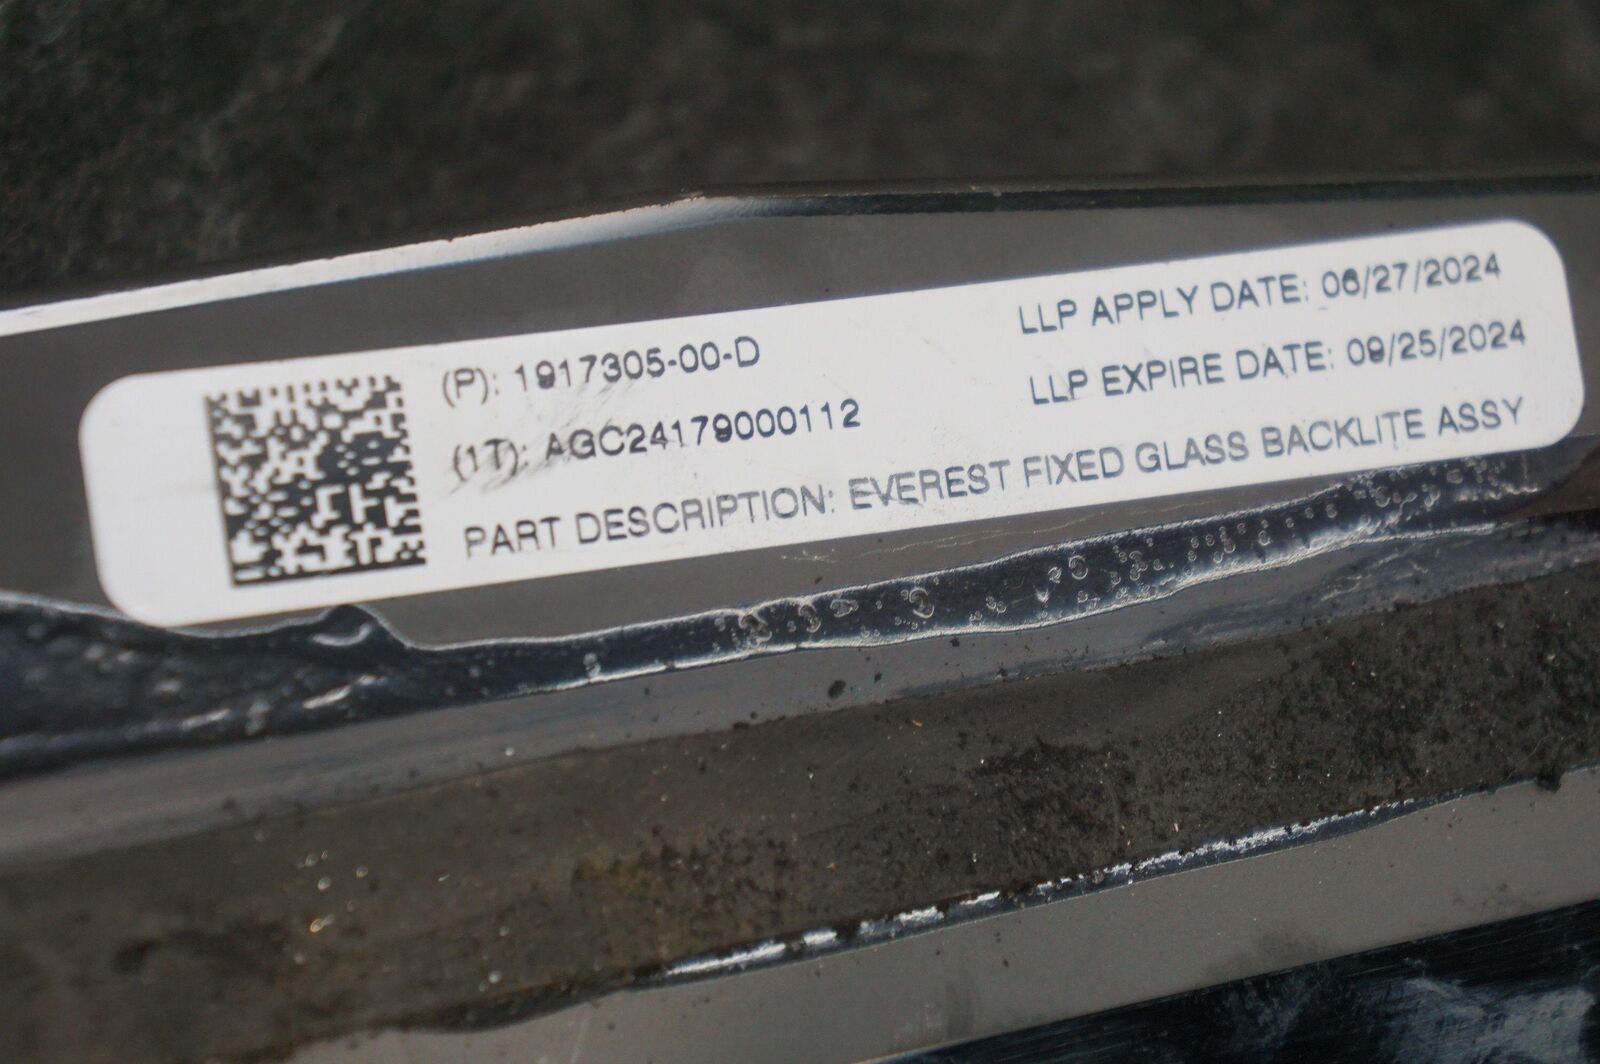 (P): 1917305-00-D
(1T): AGC24179000112
PART DESCRIPTION: EVEREST FIXED GLASS BACKLITE ASSY
LLP APPLY DATE: 06/27/2024
LLP EXPIRE DATE: 09/25/2024